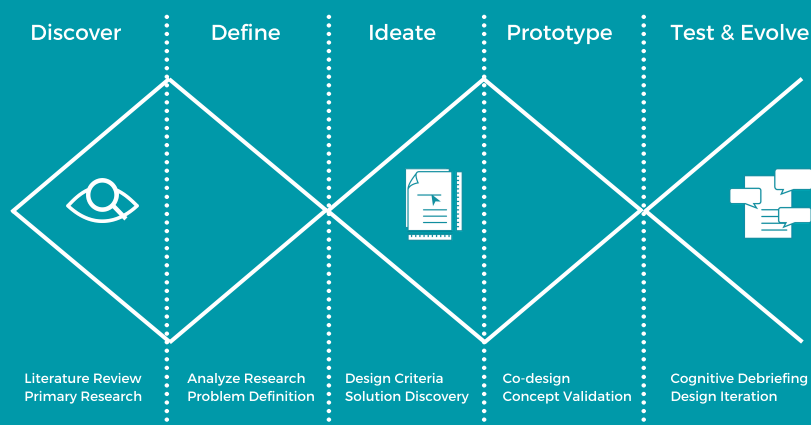 Discover
Define
Ideate
Prototype
Test & Evolve
Literature Review
Primary Research
Analyze Research
Problem Definition
Design Criteria
Solution Discovery
Co-design
Concept Validation
Cognitive Debriefing
Design Iteration